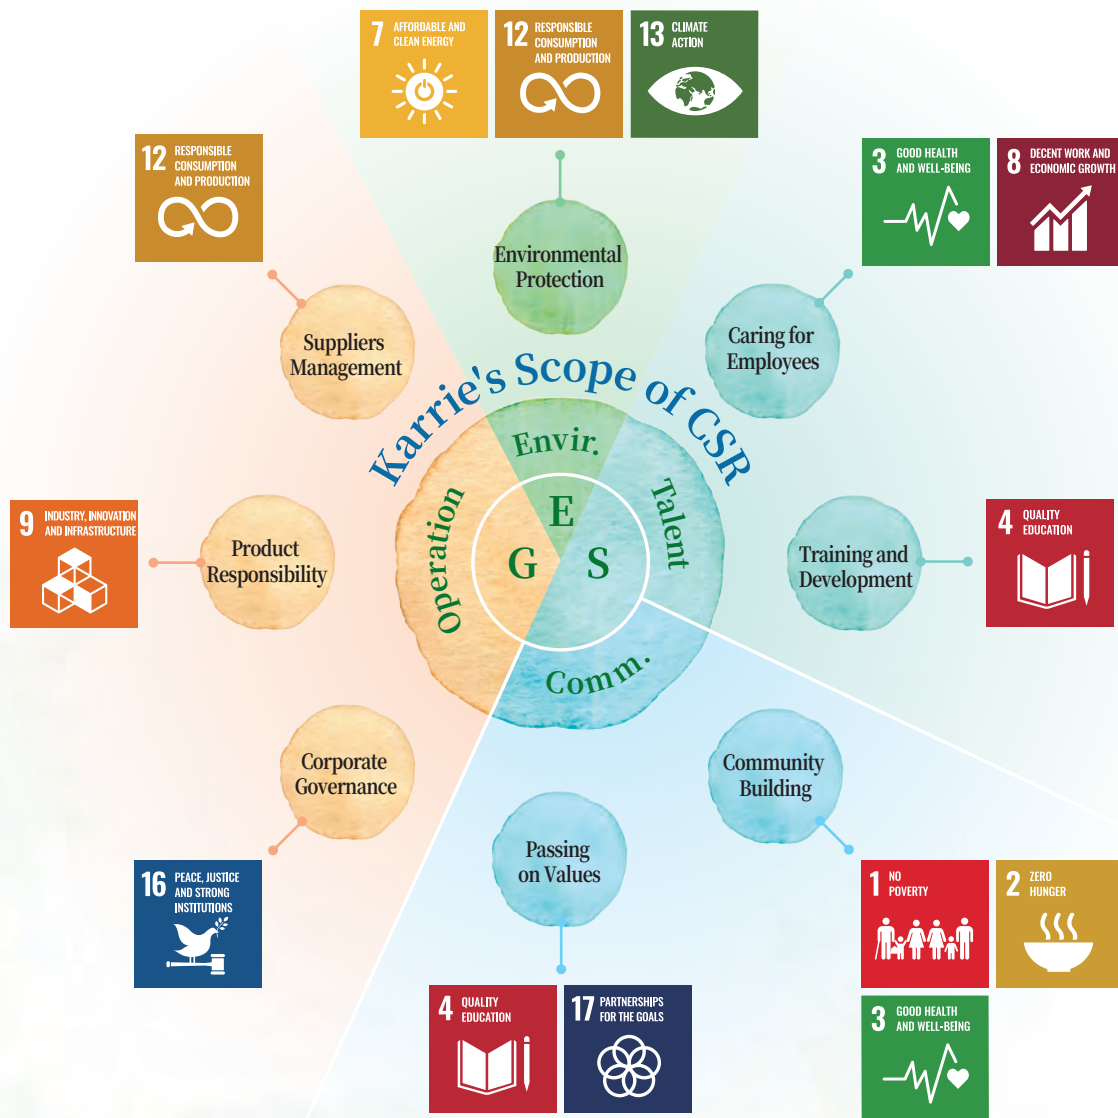 7
AFFORDABLE AND
CLEAN ENERGY
12
RESPONSIBLE
CONSUMPTION
AND PRODUCTION
13
CLIMATE
ACTION
12
RESPONSIBLE
CONSUMPTION
AND PRODUCTION
3
GOOD HEALTH
AND WELL-BEING
8
DECENT WORK AND
ECONOMIC GROWTH
Environmental
Protection
Suppliers
Management
Caring for
Employees
Karrie's Scope of CSR
Envir.
Operation
Talent
E
G
S
Comm.
9
INDUSTRY, INNOVATION
AND INFRASTRUCTURE
Product
Responsibility
Training and
Development
4
QUALITY
EDUCATION
Corporate
Governance
Community
Building
Passing
on Values
16
PEACE, JUSTICE
AND STRONG
INSTITUTIONS
1
NO
POVERTY
2
ZERO
HUNGER
4
QUALITY
EDUCATION
17
PARTNERSHIPS
FOR THE GOALS
3
GOOD HEALTH
AND WELL-BEING